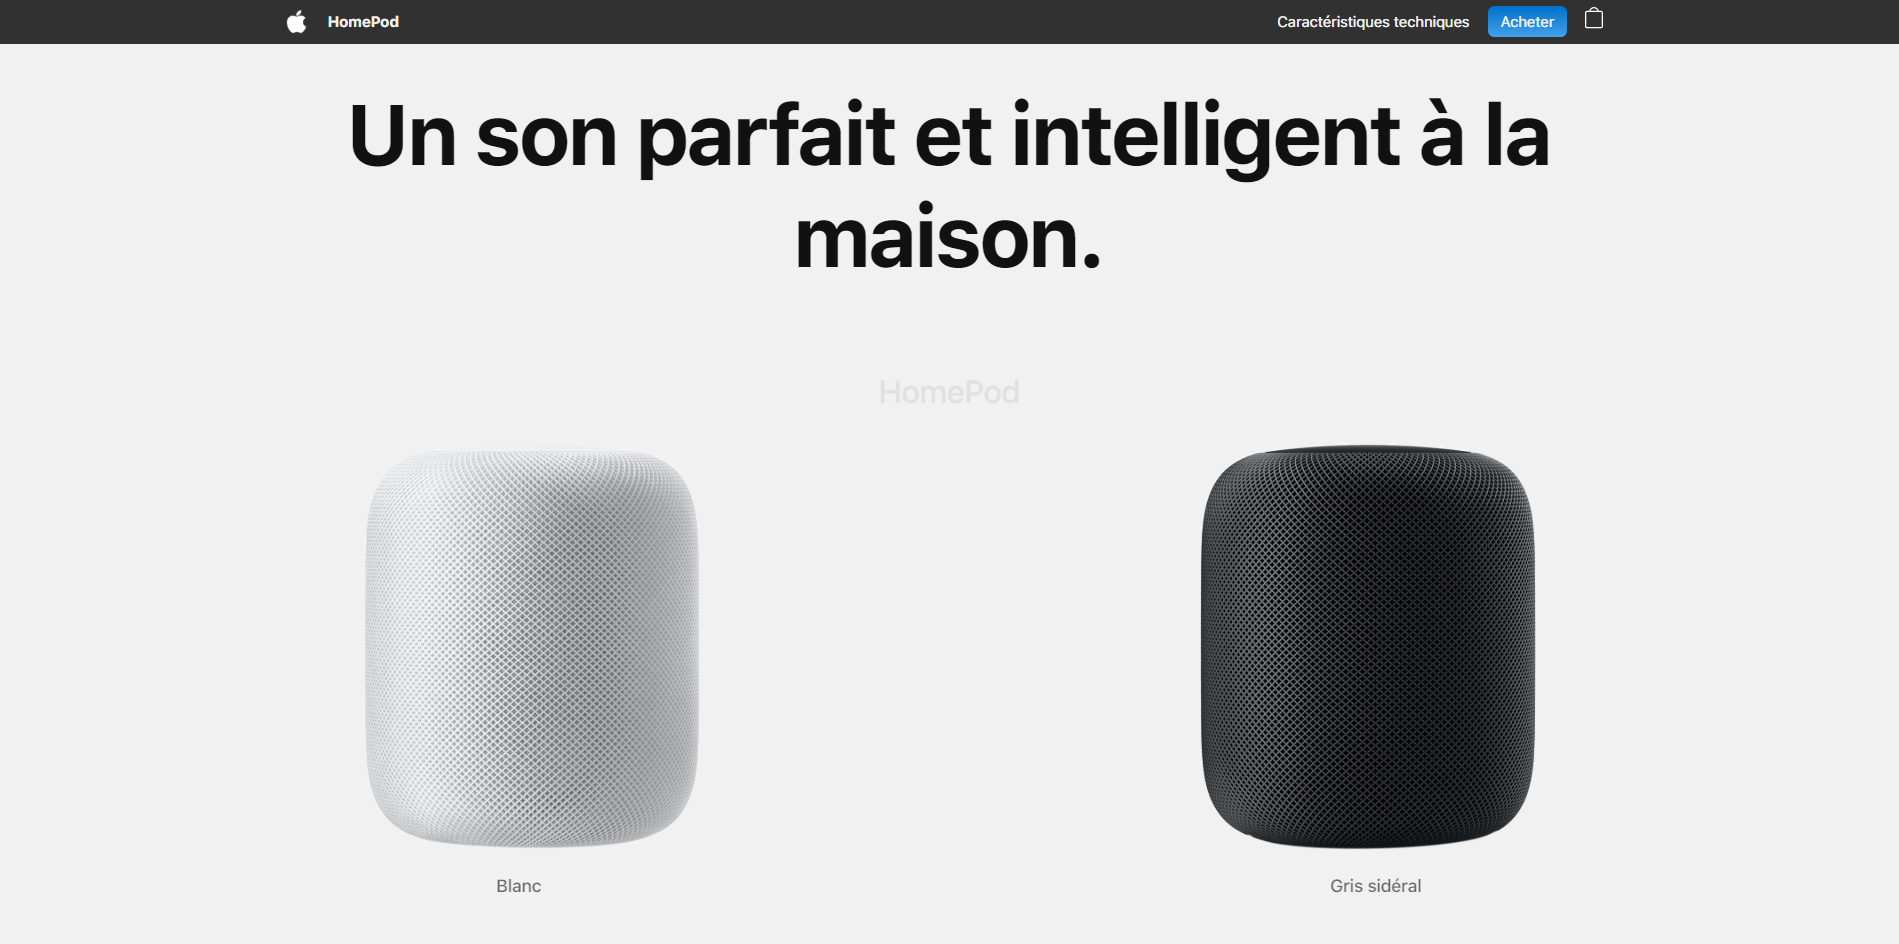 HomePod
Caractéristiques techniques
Acheter
Un son parfait et intelligent à la
maison.
HomePod
Blanc
Gris sidéral